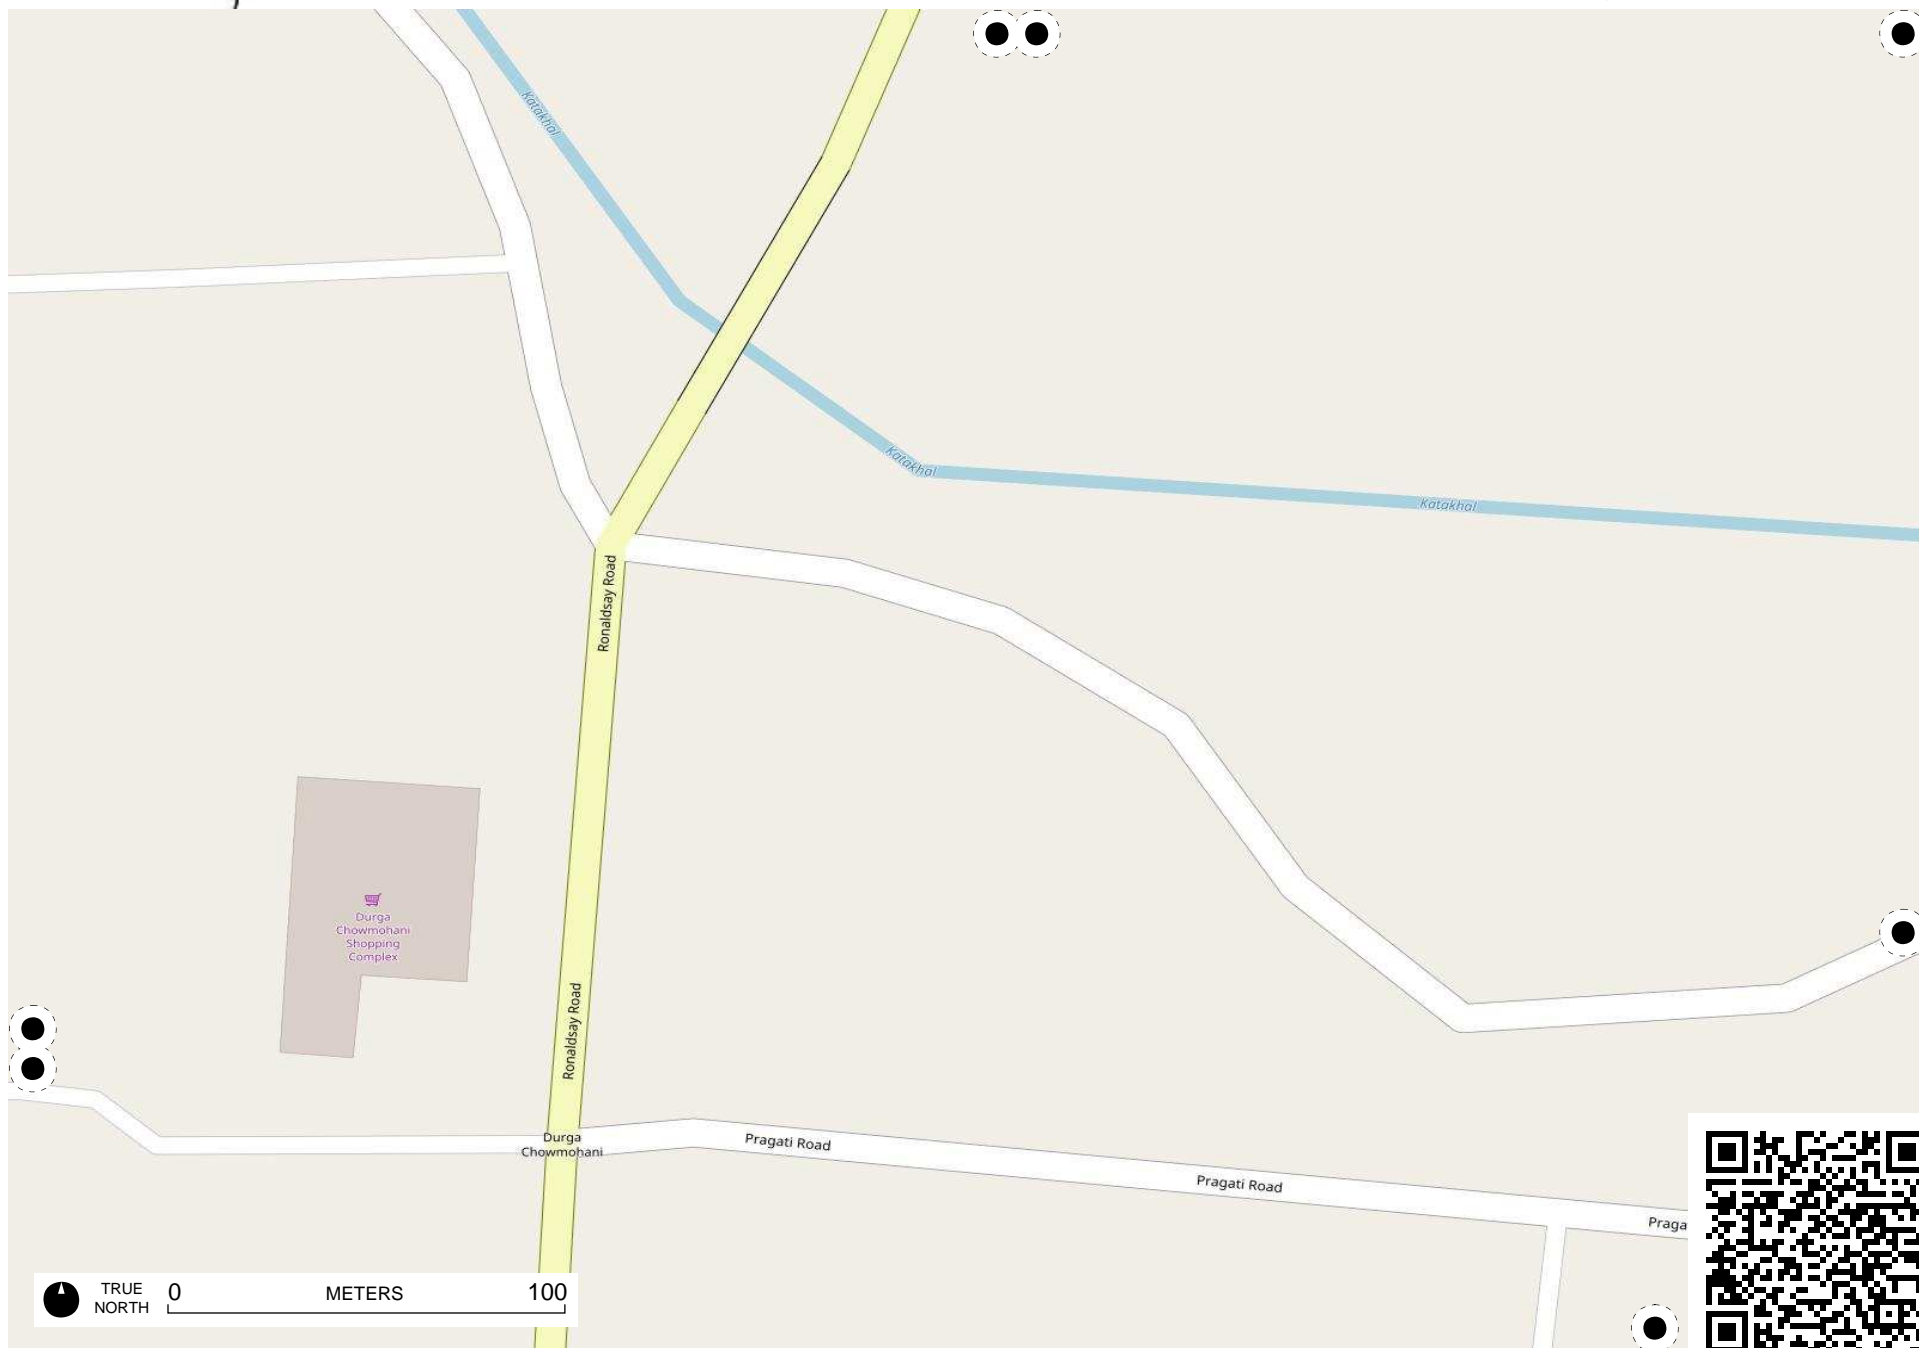 Katakhal
Katakhal
Katakhal
Ronaldsay Road
Durga
Chowmohani
Shopping
Complex
Ronaldsay Road
Durga
Chowmohani
Pragati Road
Pragati Road
Praga
TRUE
NORTH
0 METERS 100